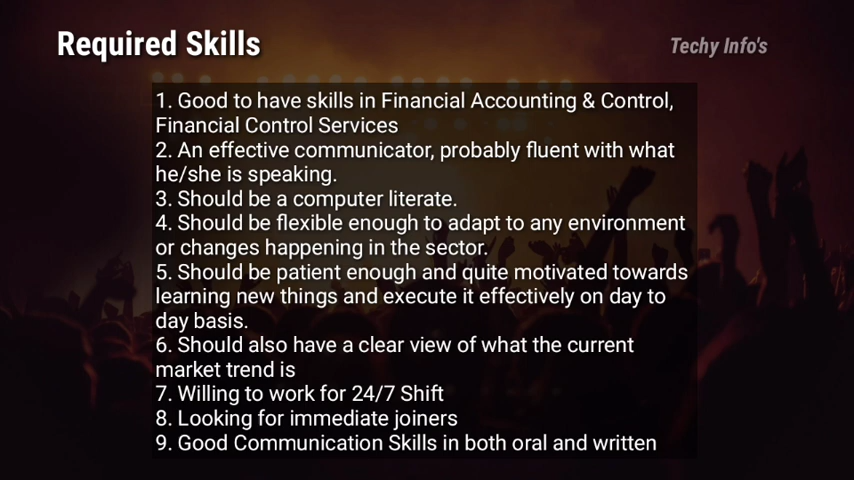 Required Skills
Techy Info's
1. Good to have skills in Financial Accounting & Control,
Financial Control Services
2. An effective communicator, probably fluent with what
he/she is speaking.
3. Should be a computer literate.
4. Should be flexible enough to adapt to any environment
or changes happening in the sector.
5. Should be patient enough and quite motivated towards
learning new things and execute it effectively on day to
day basis.
6. Should also have a clear view of what the current
market trend is
7. Willing to work for 24/7 Shift
8. Looking for immediate joiners
9. Good Communication Skills in both oral and written